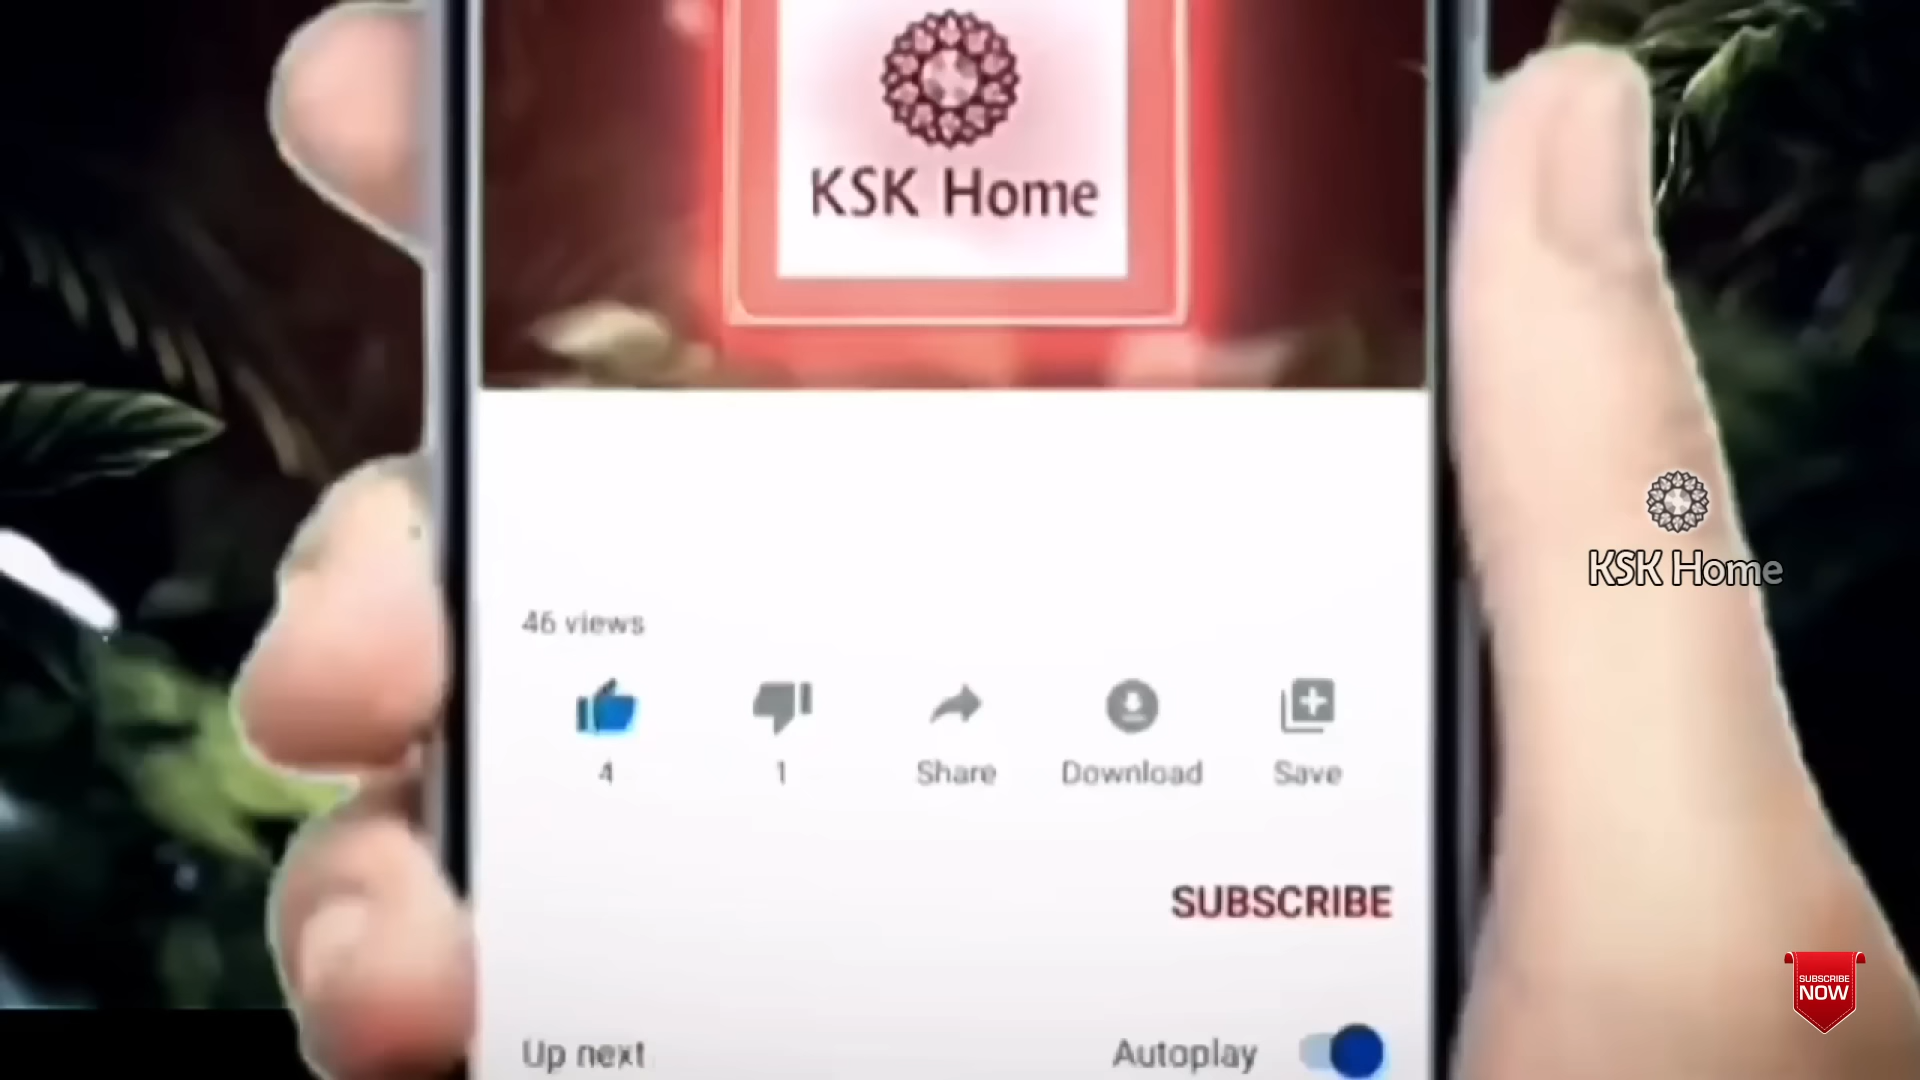 KSK Home
46 views
4
1
Share
Download
Save
KSK Home
SUBSCRIBE
SUBSCRIBE
NOW
Up next
Autoplay